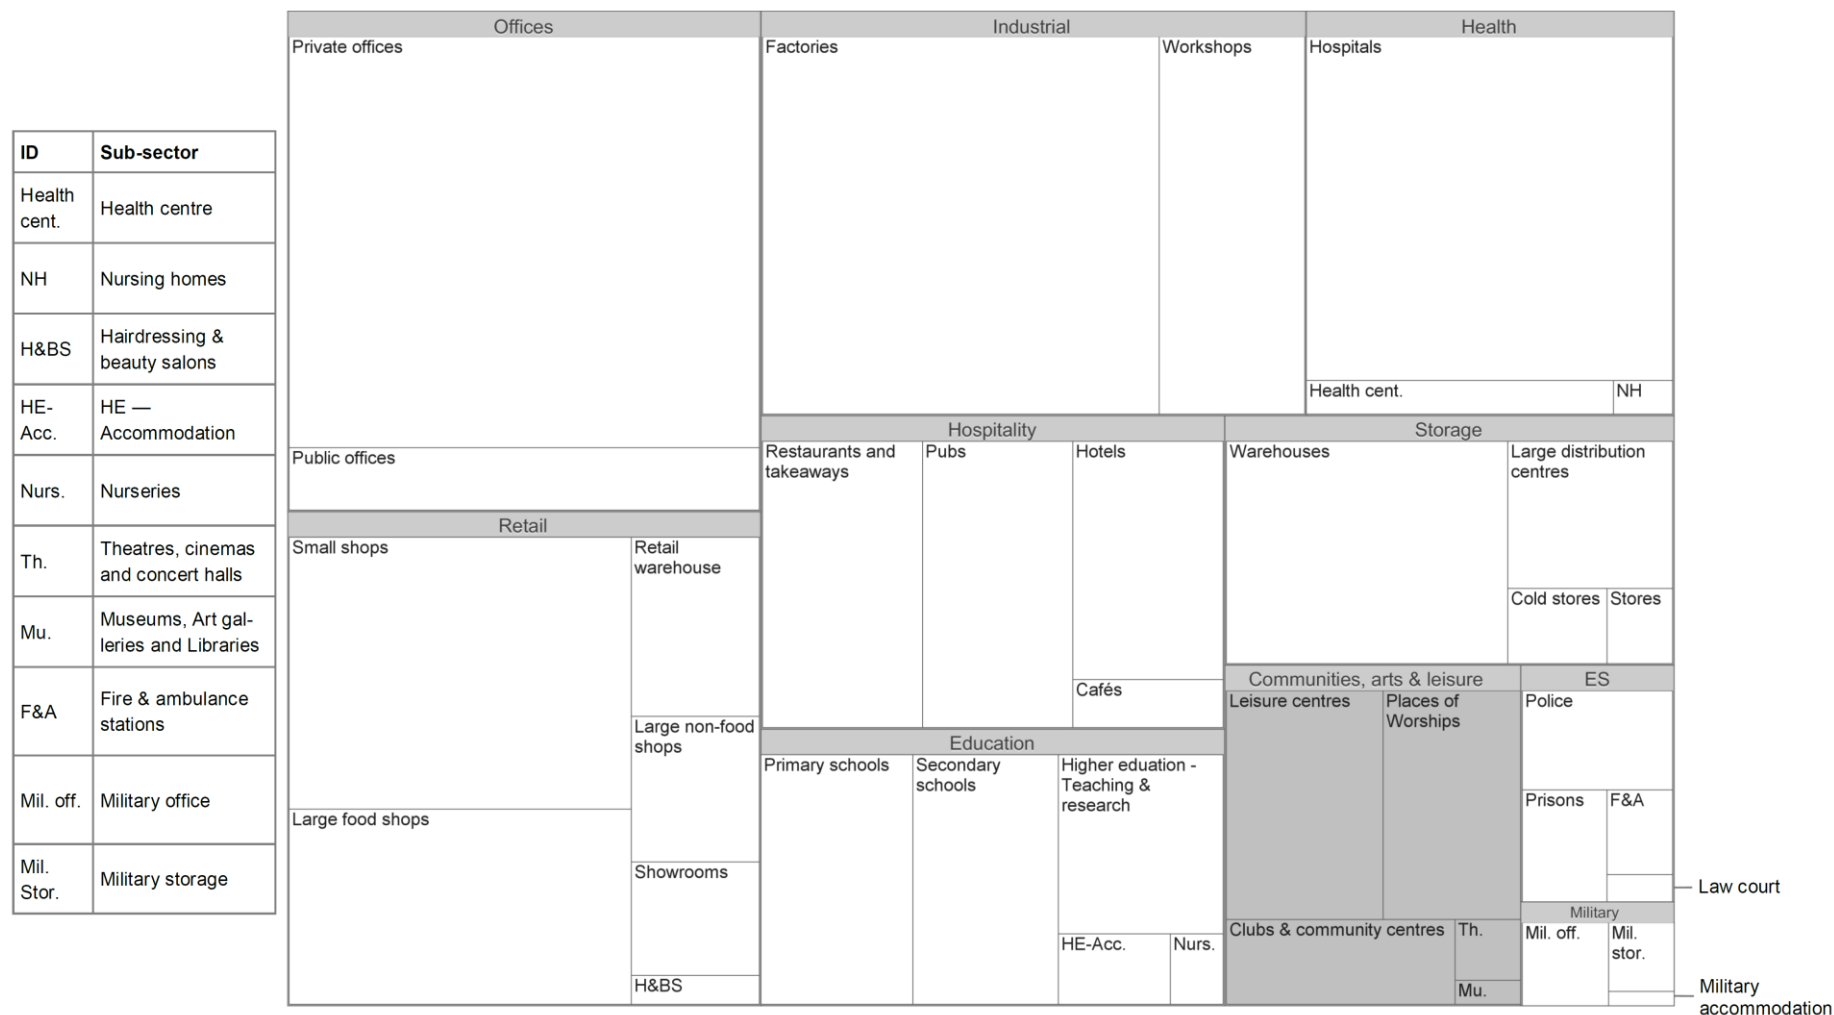 ID Sub-sector
Health
cent.
Health centre
NH Nursing homes
H&BS
Hairdressing &
beauty salons
HE-
Acc.
HE —
Accommodation
Nurs. Nurseries
Th.
Theatres, cinemas
and concert halls
Mu.
Museums, Art gal-
leries and Libraries
F&A
Fire & ambulance
stations
Mil. off. Military office
Mil.
Stor.
Military storage
Offices
Private offices
Public offices
Retail
Small shops
Large food shops
Retail
warehouse
Large non-food
shops
Showrooms
H&BS
Industrial
Factories
Workshops
Health
Hospitals
Health cent.
NH
Hospitality
Restaurants and
takeaways
Pubs
Hotels
Cafés
Storage
Warehouses
Large distribution
centres
Cold stores
Stores
Education
Primary schools
Secondary
schools
Higher eduation -
Teaching &
research
HE-Acc.
Nurs.
Communities, arts & leisure
Leisure centres
Places of
Worships
Clubs & community centres
Th.
Mu.
ES
Police
Prisons
F&A
Law court
Military
Mil. off.
Mil.
stor.
Military
accommodation